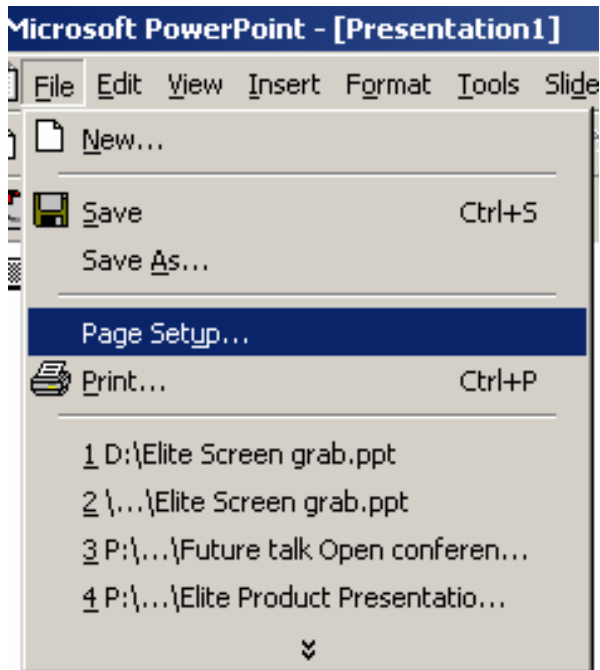 Microsoft PowerPoint - [Presentation1]
File Edit View Insert Format Tools Slide
New...
Save Ctrl+S
Save As...
Page Setup...
Print... Ctrl+P
1 D:\Elite Screen grab.ppt
2 \...\Elite Screen grab.ppt
3 P:\...\Future talk Open conferen...
4 P:\...\Elite Product Presentatio...